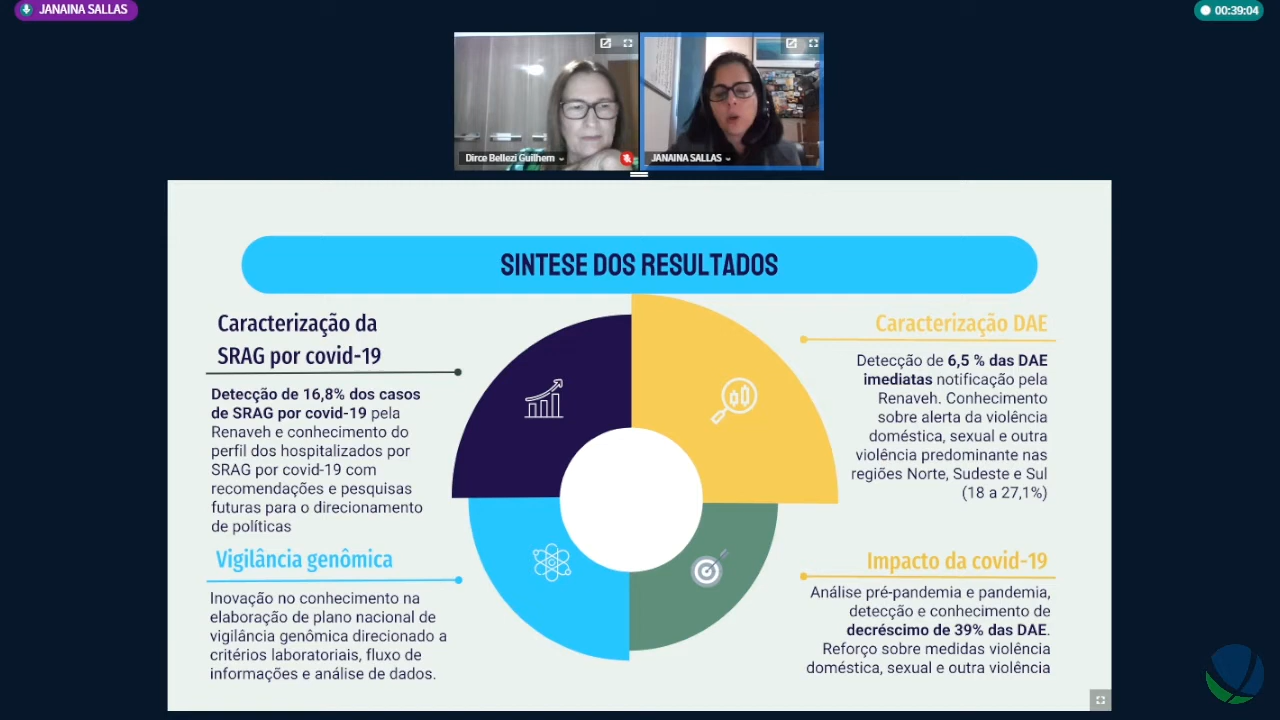 JANAINA SALLAS
00:39:04
Dirce Bellezi Guilhem
JANAINA SALLAS
SINTESE DOS RESULTADOS
Caracterização da
SRAG por covid-19
Detecção de 16,8% dos casos
de SRAG por covid-19 pela
Renaveh e conhecimento do
perfil dos hospitalizados por
SRAG por covid-19 com
recomendações e pesquisas
futuras para o direcionamento
de políticas
Caracterização DAE
Detecção de 6,5 % das DAE
imediatas notificação pela
Renaveh. Conhecimento
sobre alerta da violência
doméstica, sexual e outra
violência predominante nas
regiões Norte, Sudeste e Sul
(18 a 27,1%)
Vigilância genômica
Inovação no conhecimento na
elaboração de plano nacional de
vigilância genômica direcionado a
critérios laboratoriais, fluxo de
informações e análise de dados.
Impacto da covid-19
Análise pré-pandemia e pandemia,
detecção e conhecimento de
decréscimo de 39% das DAE.
Reforço sobre medidas violência
doméstica, sexual e outra violência